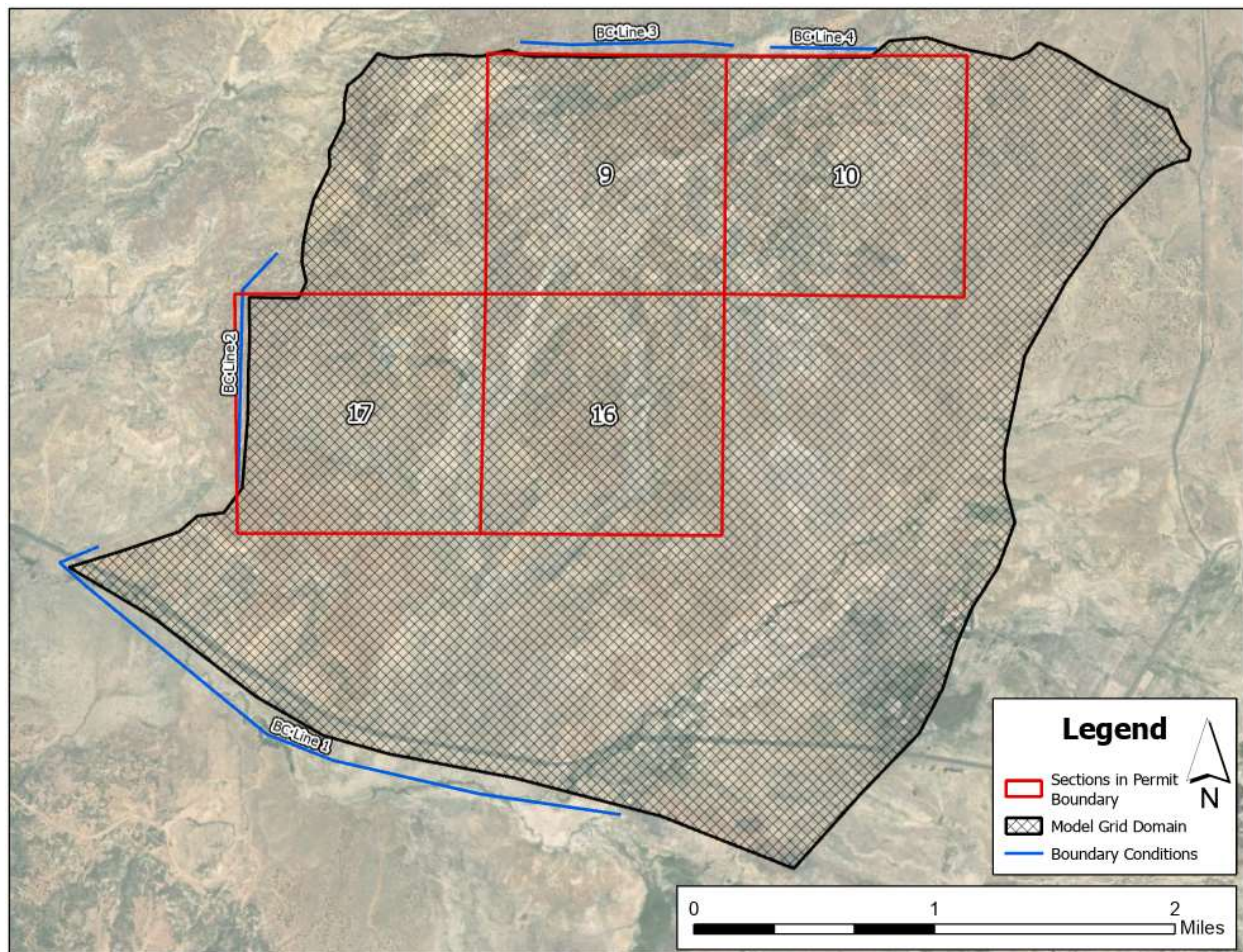 BC Line 3
BC Line 4
9
10
BC Line 2
17
16
BC Line 1
Legend
Sections in Permit
Boundary
Model Grid Domain
Boundary Conditions
N
0
1
2
Miles